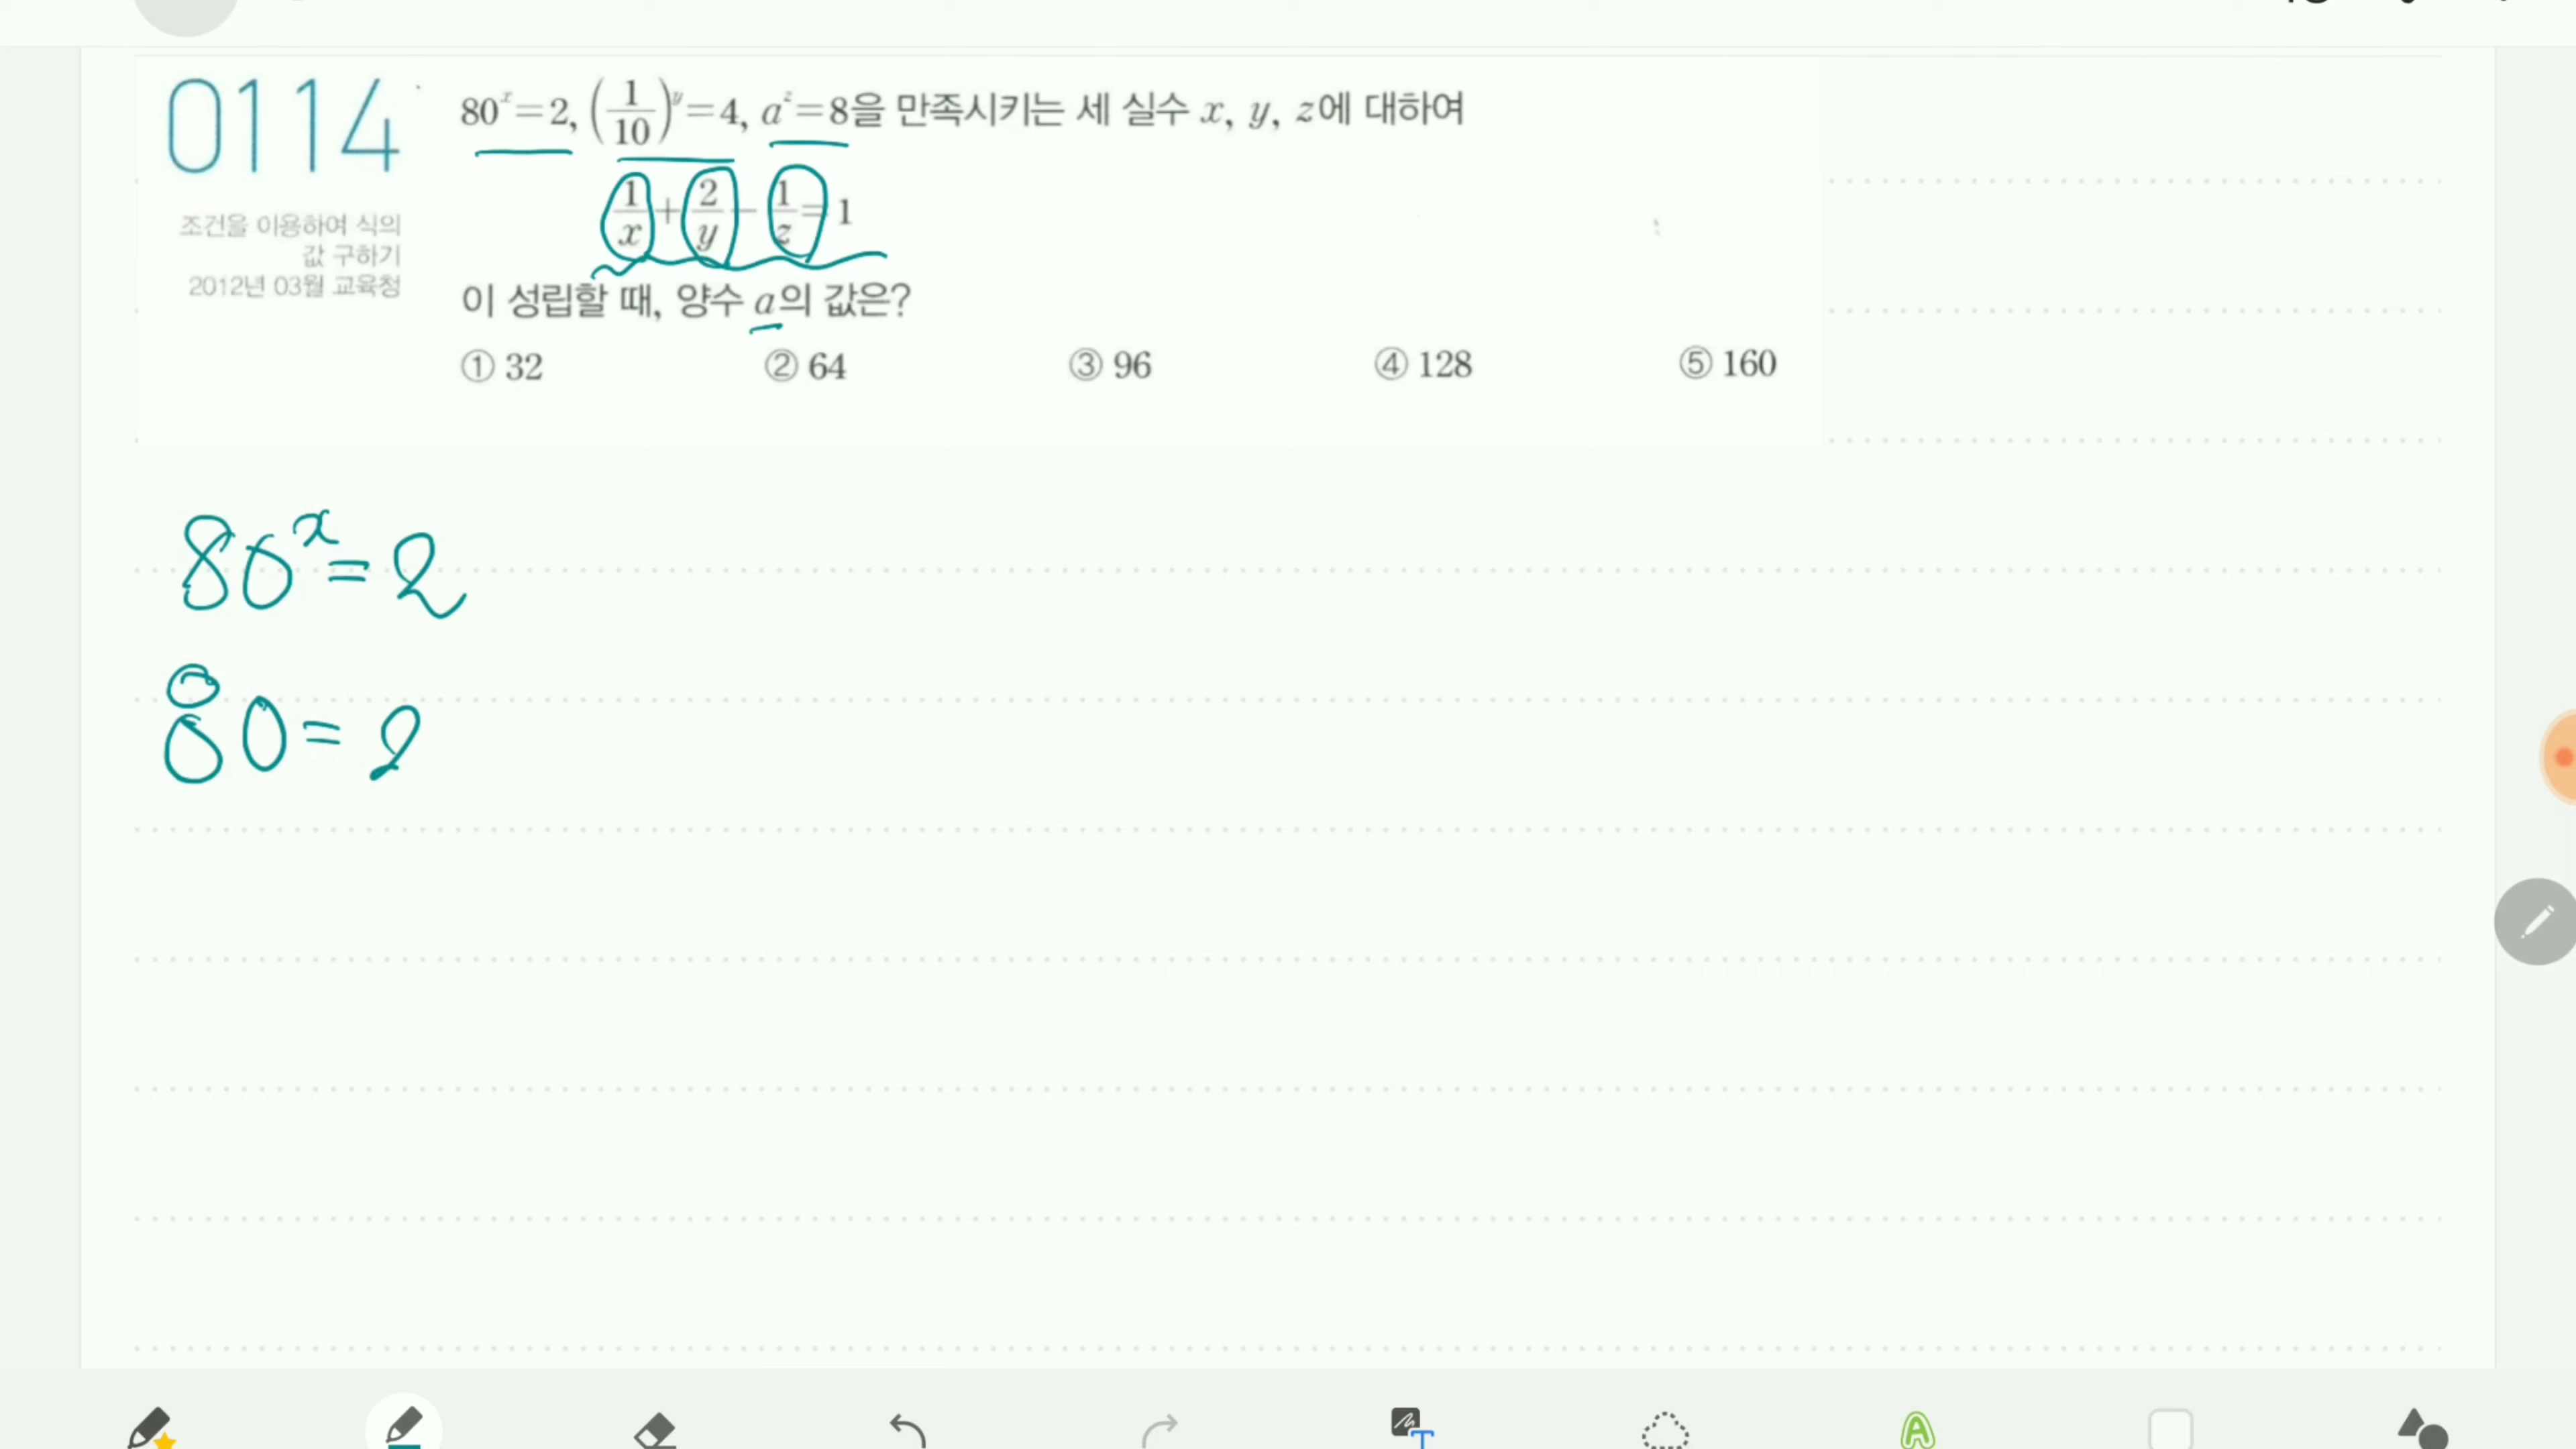 0114
80^x=2, (1/10)^y=4, a^z=8을 만족시키는 세 실수 x, y, z에 대하여
1/x+2/y-1/z=1
조건을 이용하여 식의
값 구하기
2012년 03월 교육청
이 성립할 때, 양수 a의 값은?
① 32 ② 64 ③ 96 ④ 128 ⑤ 160
80^x=2
80=2